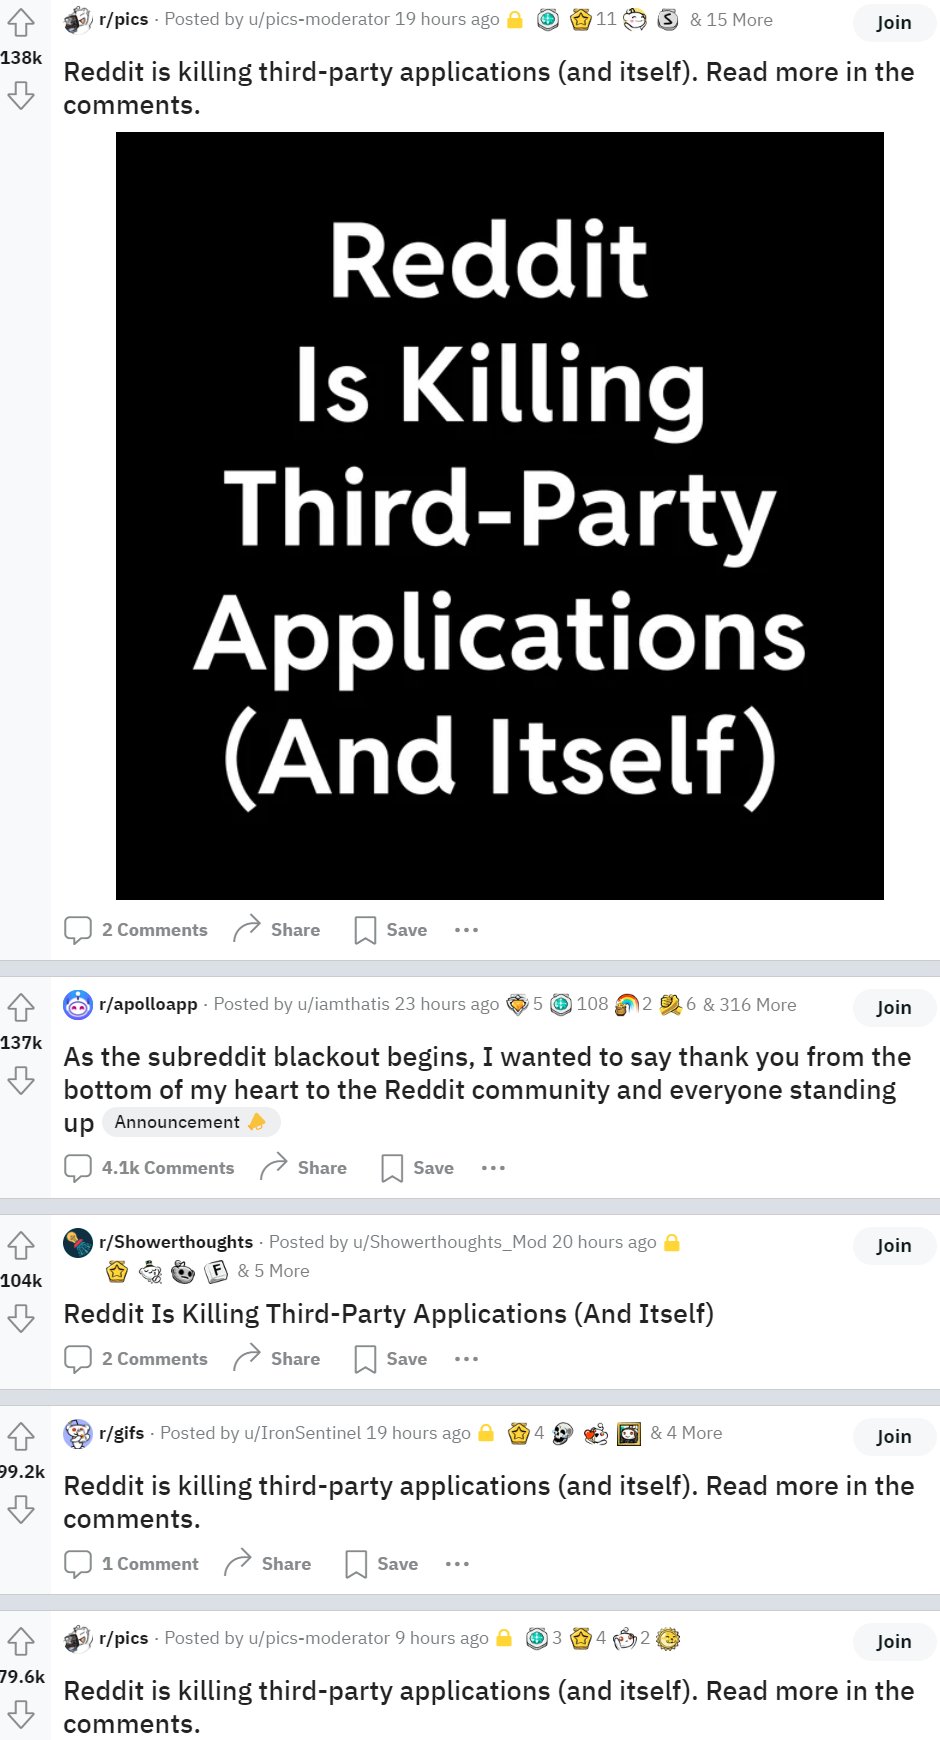 r/pics · Posted by u/pics-moderator 19 hours ago 11 & 15 More
Join
138k
Reddit is killing third-party applications (and itself). Read more in the
comments.
Reddit
Is Killing
Third-Party
Applications
(And Itself)
2 Comments Share Save ···
r/apolloapp · Posted by u/iamthatis 23 hours ago 5 108 2 6 & 316 More
Join
137k
As the subreddit blackout begins, I wanted to say thank you from the
bottom of my heart to the Reddit community and everyone standing
up Announcement
4.1k Comments Share Save ···
r/Showerthoughts · Posted by u/Showerthoughts_Mod 20 hours ago
Join
F & 5 More
104k
Reddit Is Killing Third-Party Applications (And Itself)
2 Comments Share Save ···
r/gifs · Posted by u/IronSentinel 19 hours ago 4 & 4 More
Join
99.2k
Reddit is killing third-party applications (and itself). Read more in the
comments.
1 Comment Share Save ···
r/pics · Posted by u/pics-moderator 9 hours ago 3 4 2
Join
79.6k
Reddit is killing third-party applications (and itself). Read more in the
comments.